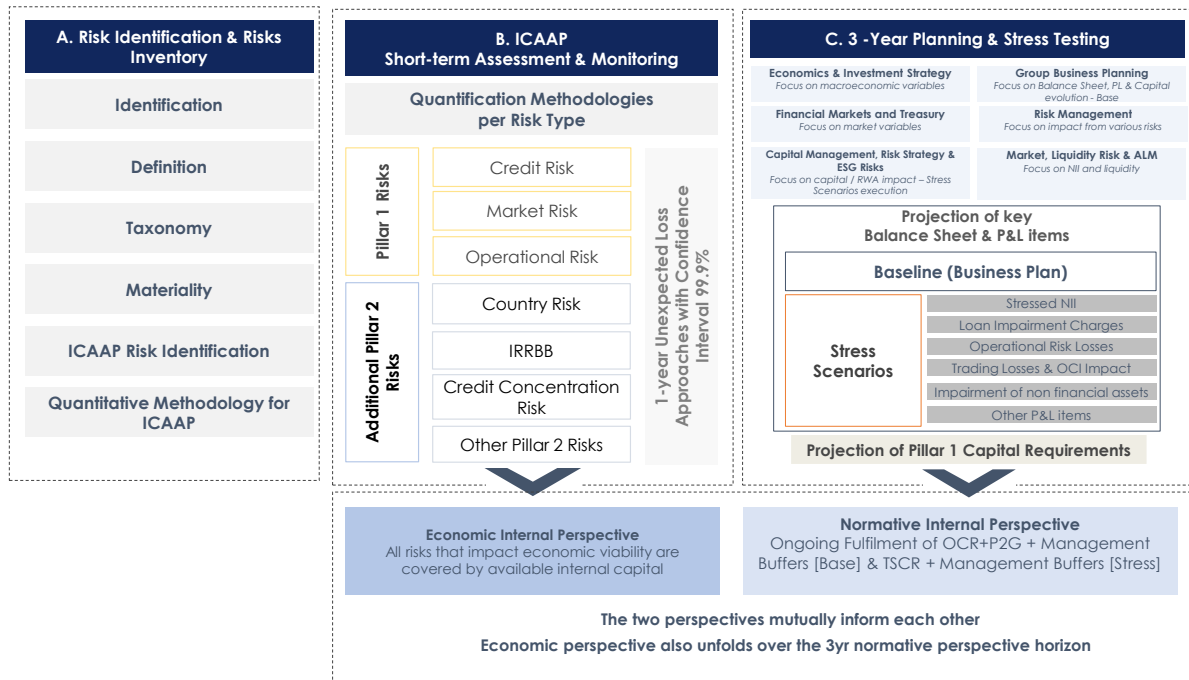 A. Risk Identification & Risks
Inventory
Identification
Definition
Taxonomy
Materiality
ICAAP Risk Identification
Quantitative Methodology for
ICAAP
B. ICAAP
Short-term Assessment & Monitoring
Quantification Methodologies
per Risk Type
Pillar 1 Risks
Credit Risk
Market Risk
Operational Risk
Additional Pillar 2
Risks
Country Risk
IRRBB
Credit Concentration
Risk
Other Pillar 2 Risks
1-year Unexpected Loss
Approaches with Confidence
Interval 99.9%
C. 3 -Year Planning & Stress Testing
Economics & Investment Strategy
Focus on macroeconomic variables
Group Business Planning
Focus on Balance Sheet, PL & Capital
evolution - Base
Financial Markets and Treasury
Focus on market variables
Risk Management
Focus on impact from various risks
Capital Management, Risk Strategy &
ESG Risks
Focus on capital / RWA impact – Stress
Scenarios execution
Market, Liquidity Risk & ALM
Focus on NII and liquidity
Projection of key
Balance Sheet & P&L items
Baseline (Business Plan)
Stress
Scenarios
Stressed NII
Loan Impairment Charges
Operational Risk Losses
Trading Losses & OCI Impact
Impairment of non financial assets
Other P&L items
Projection of Pillar 1 Capital Requirements
Economic Internal Perspective
All risks that impact economic viability are
covered by available internal capital
Normative Internal Perspective
Ongoing Fulfilment of OCR+P2G + Management
Buffers [Base] & TSCR + Management Buffers [Stress]
The two perspectives mutually inform each other
Economic perspective also unfolds over the 3yr normative perspective horizon